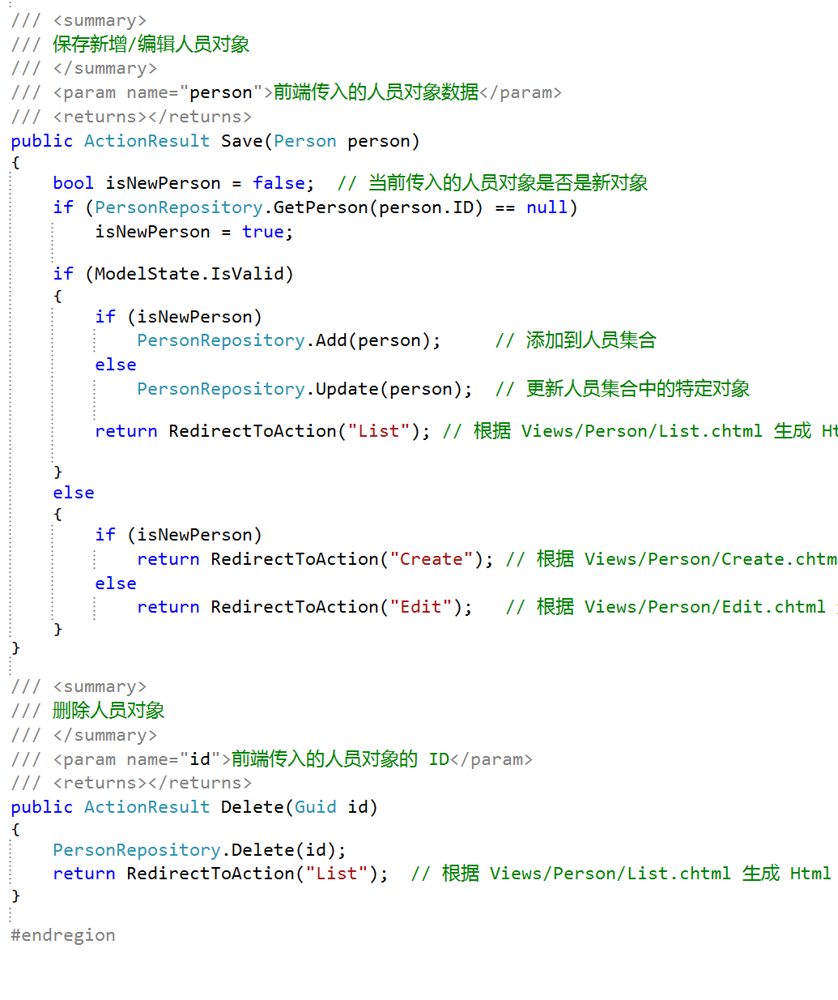 /// <summary>
/// 保存新增/编辑人员对象
/// </summary>
/// <param name="person">前端传入的人员对象数据</param>
/// <returns></returns>
public ActionResult Save(Person person)
{
    bool isNewPerson = false;  // 当前传入的人员对象是否是新对象
    if (PersonRepository.GetPerson(person.ID) == null)
        isNewPerson = true;
    if (ModelState.IsValid)
    {
        if (isNewPerson)
            PersonRepository.Add(person);     // 添加到人员集合
        else
            PersonRepository.Update(person);  // 更新人员集合中的特定对象
        return RedirectToAction("List"); // 根据 Views/Person/List.chtml 生成
    }
    else
    {
        if (isNewPerson)
            return RedirectToAction("Create"); // 根据 Views/Person/Create.chtm
        else
            return RedirectToAction("Edit");   // 根据 Views/Person/Edit.chtml
    }
}
/// <summary>
/// 删除人员对象
/// </summary>
/// <param name="id">前端传入的人员对象的 ID</param>
/// <returns></returns>
public ActionResult Delete(Guid id)
{
    PersonRepository.Delete(id);
    return RedirectToAction("List");  // 根据 Views/Person/List.chtml 生成 Html
}
#endregion